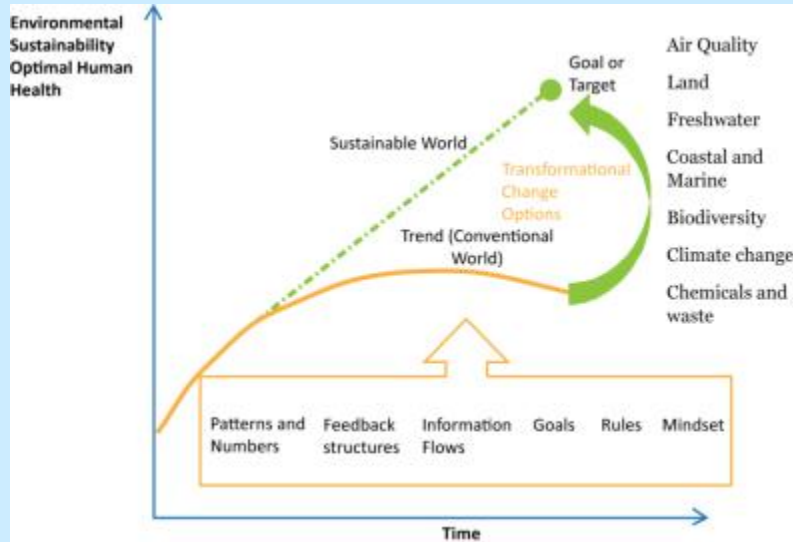 Environmental
Sustainability
Optimal Human
Health
Goal or
Target
Sustainable World
Transformational
Change
Options
Trend (Conventional
World)
Air Quality
Land
Freshwater
Coastal and
Marine
Biodiversity
Climate change
Chemicals and
waste
Patterns and
Numbers
Feedback
structures
Information
Flows
Goals
Rules
Mindset
Time